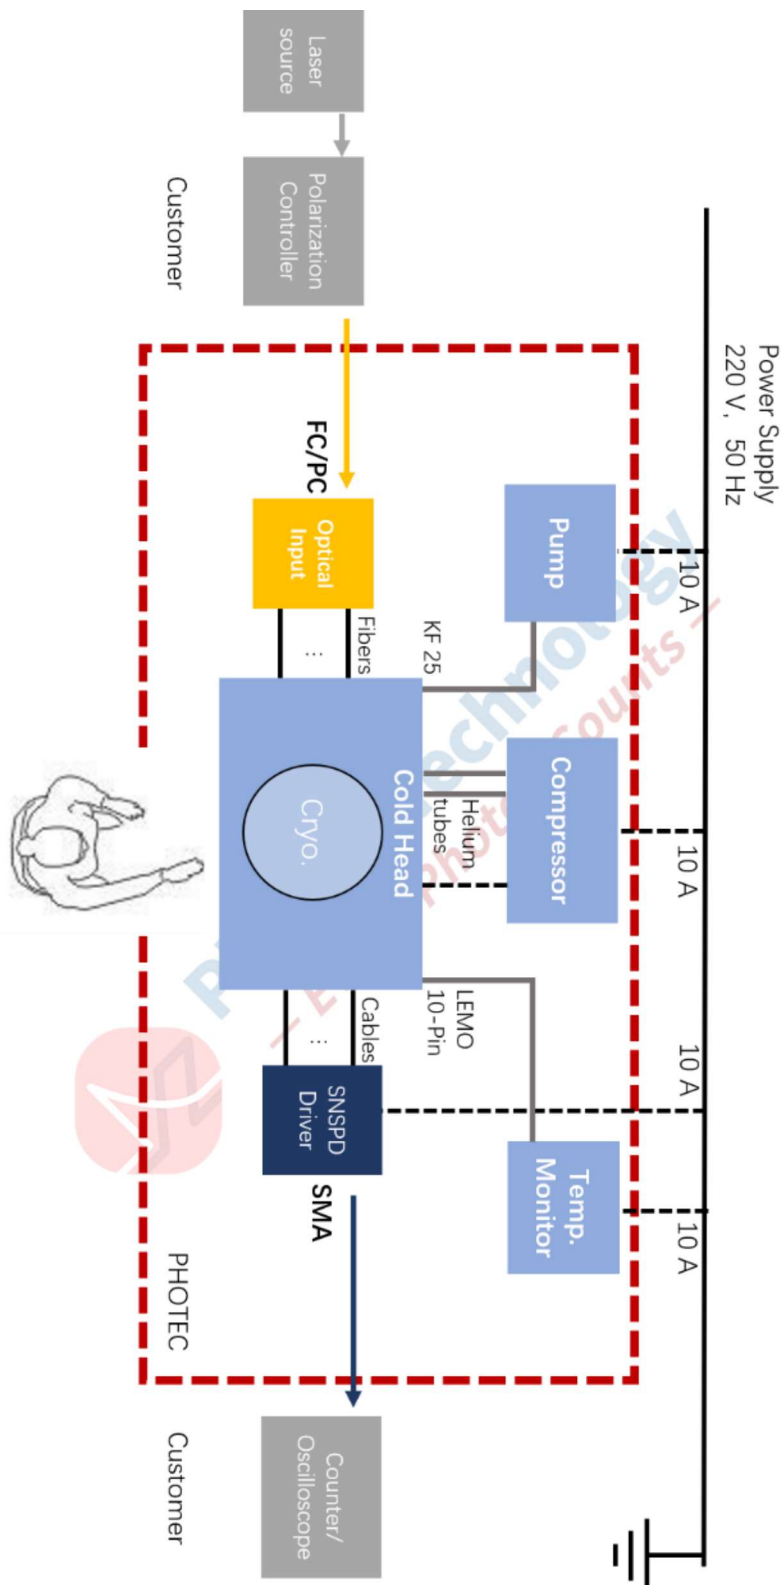 Power Supply
220 V, 50 Hz
10 A
10 A
10 A
10 A
Pump
Compressor
Temp.
Monitor
KF 25
Helium
tubes
LEMO
10-Pin
Laser
source
Polarization
Controller
FC/PC
Optical
Input
Fibers
...
Cold Head
Cryo.
Cables
...
SNSPD
Driver
SMA
Counter/
Oscilloscope
Customer
PHOTEC
Customer
Technology
Counts —